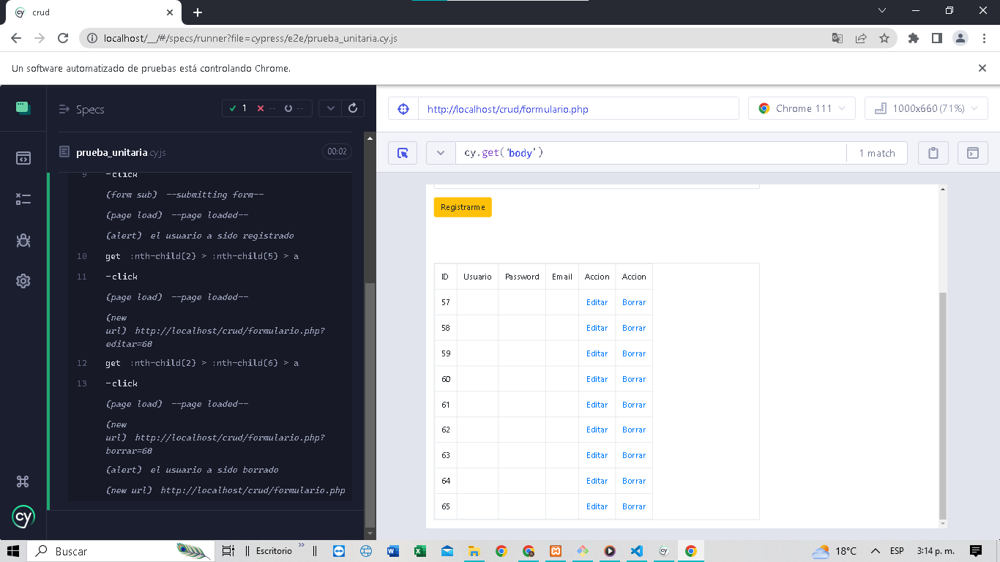 crud
localhost/__/#/specs/runner?file=cypress/e2e/prueba_unitaria.cy.js
Un software automatizado de pruebas está controlando Chrome.
Specs
1
--
--
prueba_unitaria.cy.js
00:02
9 -click
(form sub) --submitting form--
(page load) --page loaded--
(alert) el usuario a sido registrado
10 get :nth-child(2) > :nth-child(5) > a
11 -click
(page load) --page loaded--
(new
url) http://localhost/crud/formulario.php?
editar=68
12 get :nth-child(2) > :nth-child(6) > a
13 -click
(page load) --page loaded--
(new
url) http://localhost/crud/formulario.php?
borrar=68
(alert) el usuario a sido borrado
(new url) http://localhost/crud/formulario.php
cy
http://localhost/crud/formulario.php
Chrome 111
1000x660 (71%)
cy.get('body')
1 match
Registrarme
ID Usuario Password Email Accion Accion
57 Editar Borrar
58 Editar Borrar
59 Editar Borrar
60 Editar Borrar
61 Editar Borrar
62 Editar Borrar
63 Editar Borrar
64 Editar Borrar
65 Editar Borrar
Buscar
Escritorio
18°C
ESP
3:14 p. m.